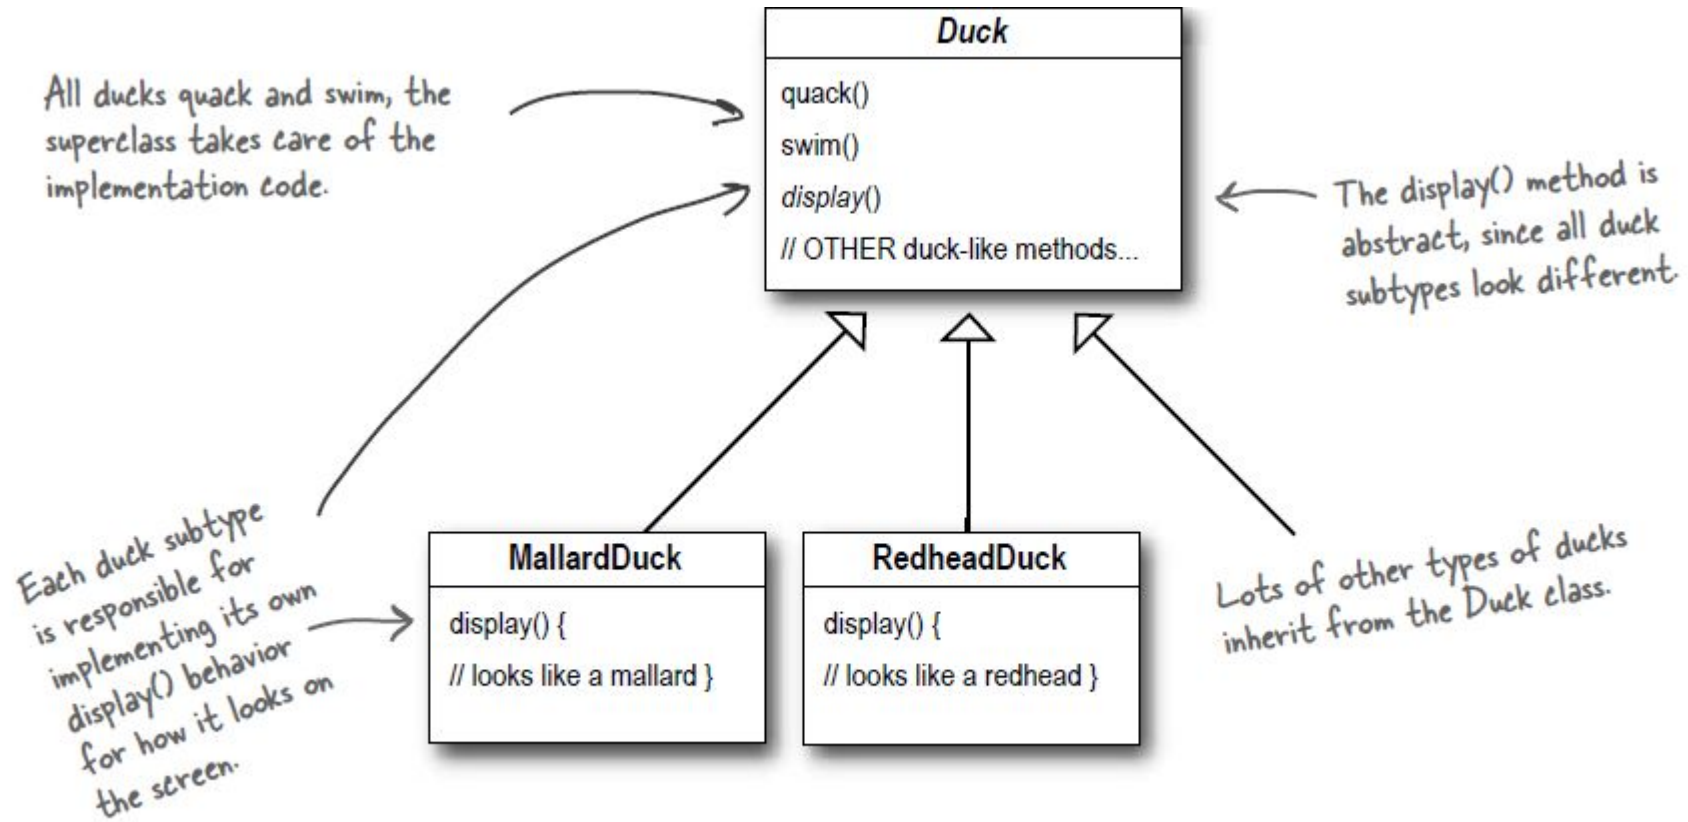 Duck
quack()
swim()
display()
// OTHER duck-like methods...
All ducks quack and swim, the
superclass takes care of the
implementation code.
The display() method is
abstract, since all duck
subtypes look different.
Each duck subtype
is responsible for
implementing its own
display() behavior
for how it looks on
the screen.
MallardDuck
display() {
// looks like a mallard }
RedheadDuck
display() {
// looks like a redhead }
Lots of other types of ducks
inherit from the Duck class.